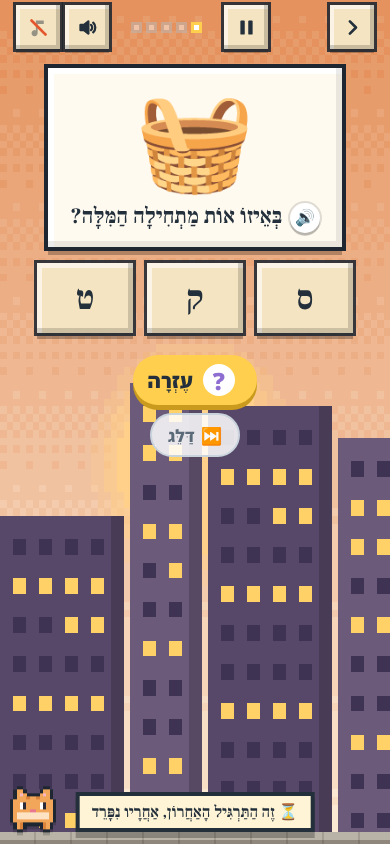 בְּאֵיזוֹ אוֹת מַתְחִילָה הַמִּלָּה?
ס
ק
ט
עֶזְרָה ?
דַּלֵּג
זֶה הַתַּרְגִּיל הָאַחֲרוֹן, אַחֲרָיו נִפָּרֵד